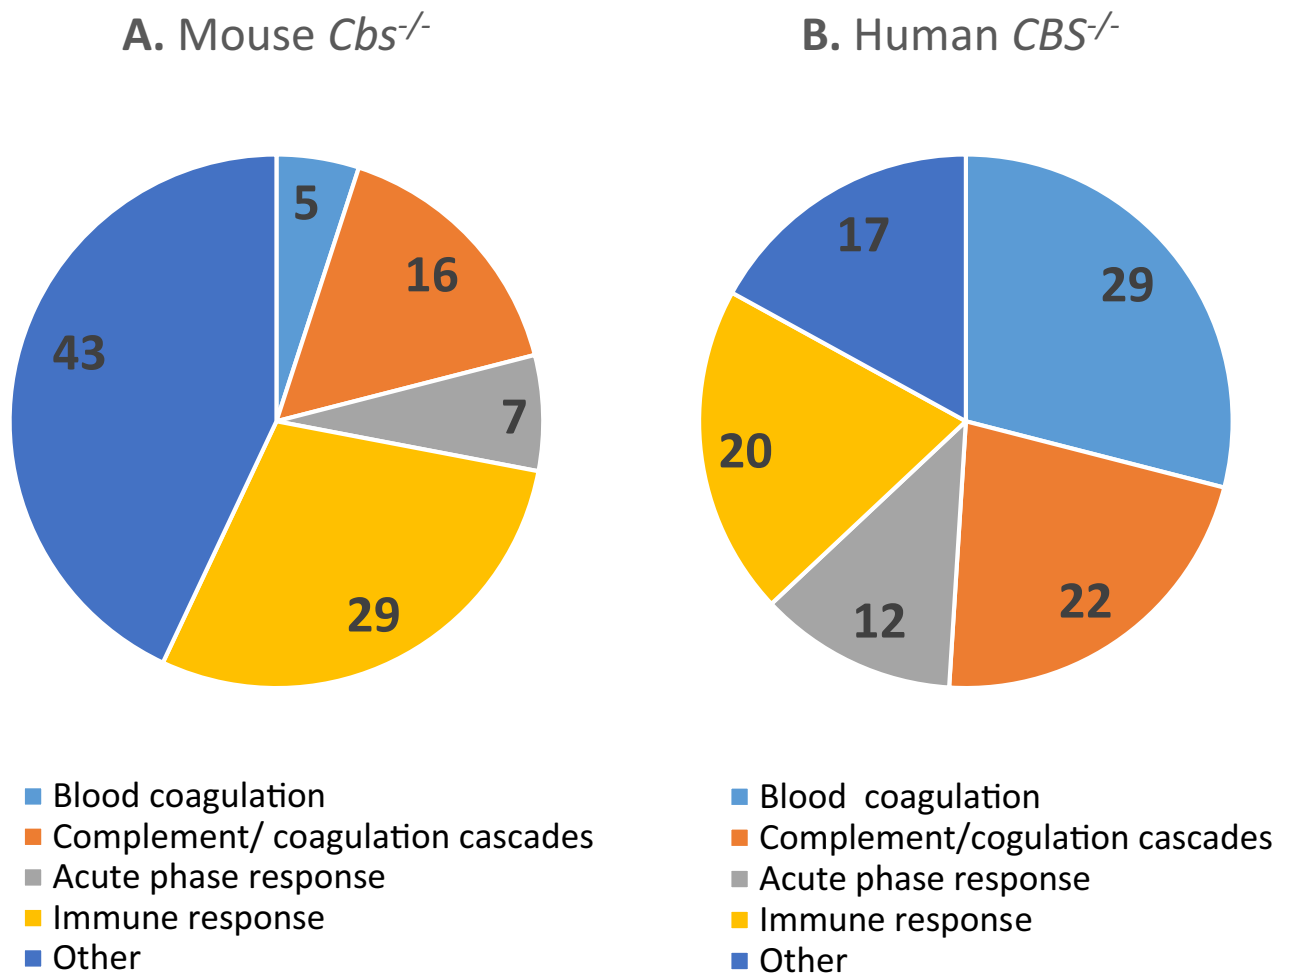 A. Mouse Cbs-/-
5
16
7
29
43
Blood coagulation
Complement/ coagulation cascades
Acute phase response
Immune response
Other
B. Human CBS-/-
29
22
12
20
17
Blood  coagulation
Complement/cogulation cascades
Acute phase response
Immune response
Other